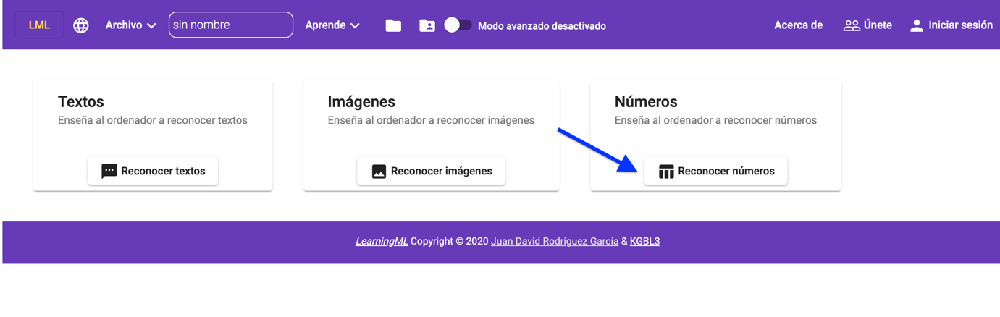 LML
Archivo
sin nombre
Aprende
Modo avanzado desactivado
Acerca de
Únete
Iniciar sesión
Textos
Enseña al ordenador a reconocer textos
Reconocer textos
Imágenes
Enseña al ordenador a reconocer imágenes
Reconocer imágenes
Números
Enseña al ordenador a reconocer números
Reconocer números
LearningML Copyright © 2020 Juan David Rodríguez García & KGBL3